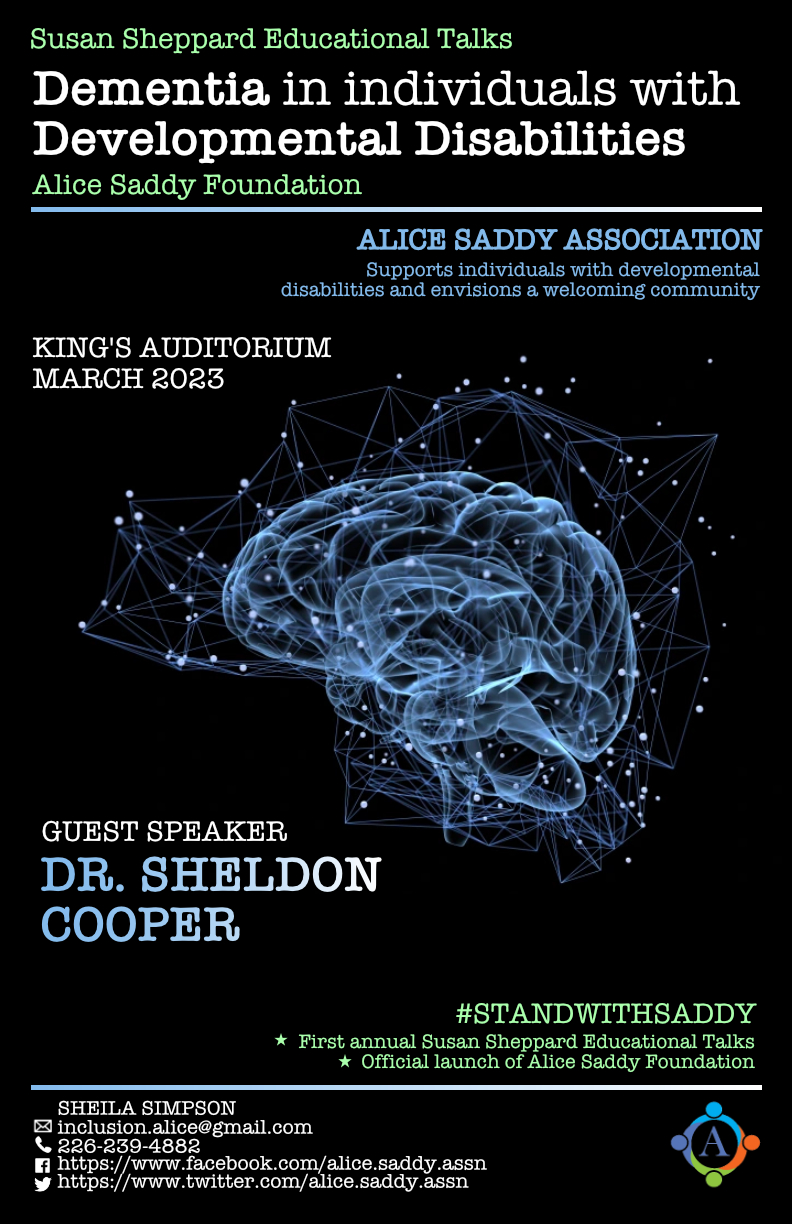 Susan Sheppard Educational Talks
Dementia in individuals with
Developmental Disabilities
Alice Saddy Foundation
ALICE SADDY ASSOCIATION
Supports individuals with developmental
disabilities and envisions a welcoming community
KING'S AUDITORIUM
MARCH 2023
GUEST SPEAKER
DR. SHELDON
COOPER
#STANDWITHSADDY
★ First annual Susan Sheppard Educational Talks
★ Official launch of Alice Saddy Foundation
SHEILA SIMPSON
inclusion.alice@gmail.com
226-239-4882
https://www.facebook.com/alice.saddy.assn
https://www.twitter.com/alice.saddy.assn
A